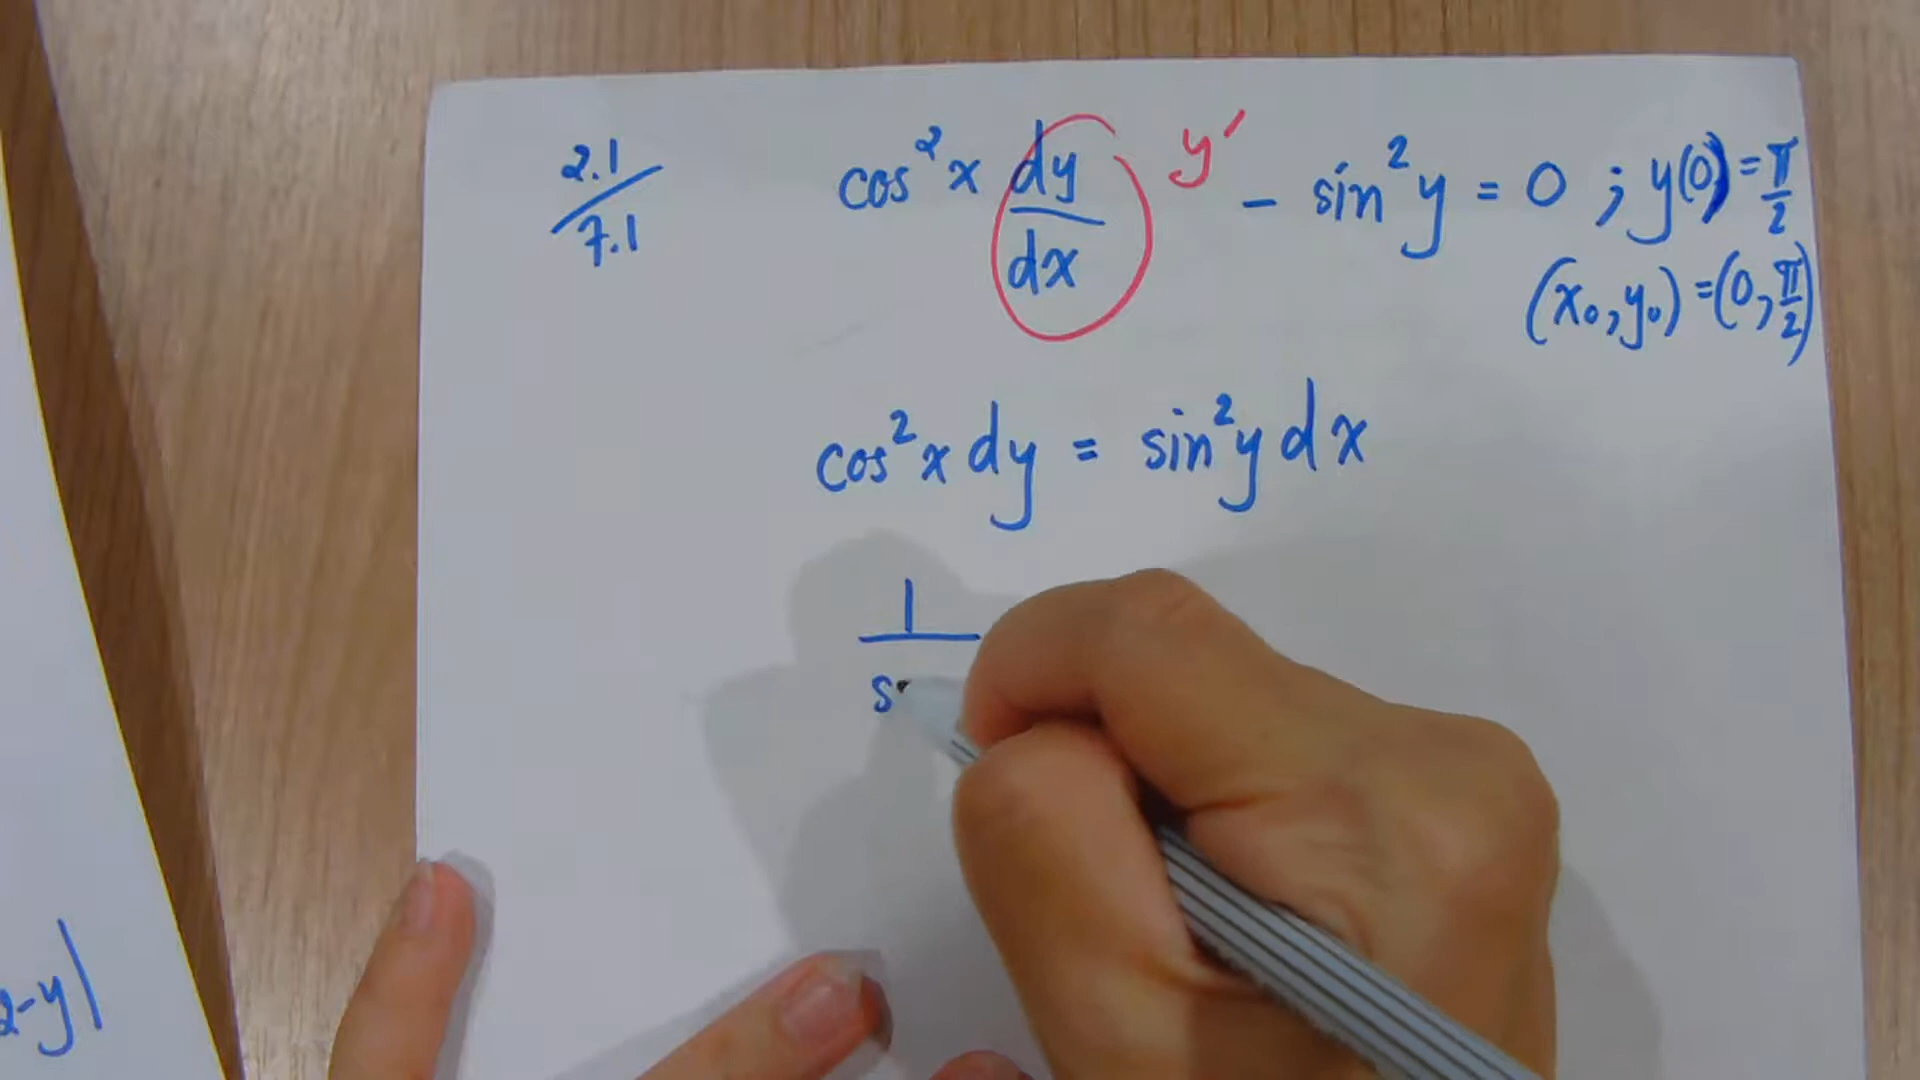 2.1/7.1
cos²x dy/dx y′ - sin²y = 0 ; y(0) = π/2
(x₀, y₀) = (0, π/2)
cos²x dy = sin²y dx
1/s
2-y|